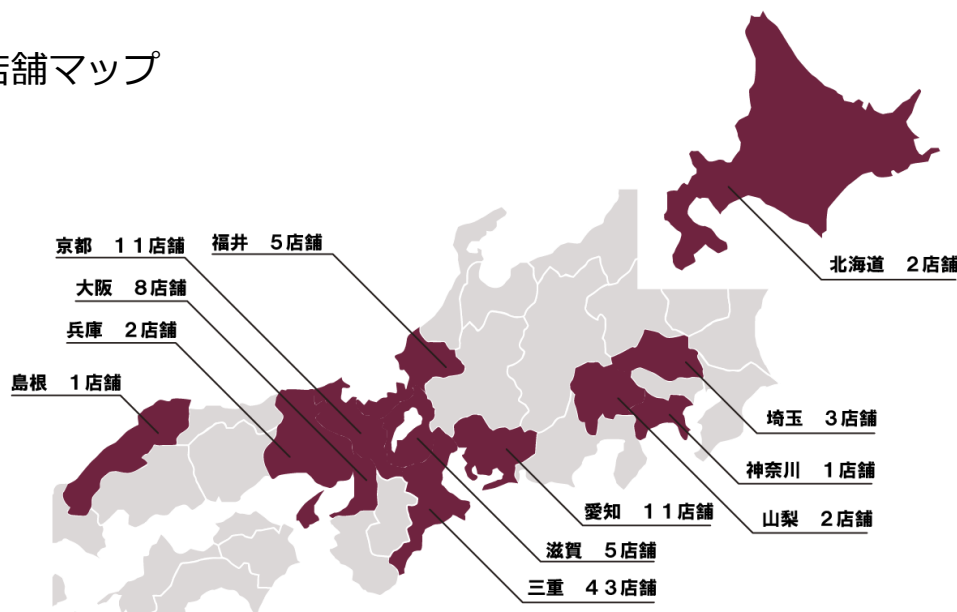 店舗マップ
京都　１１店舗
福井　５店舗
大阪　８店舗
兵庫　２店舗
島根　１店舗
北海道　２店舗
埼玉　３店舗
神奈川　１店舗
山梨　２店舗
愛知　１１店舗
滋賀　５店舗
三重　４３店舗